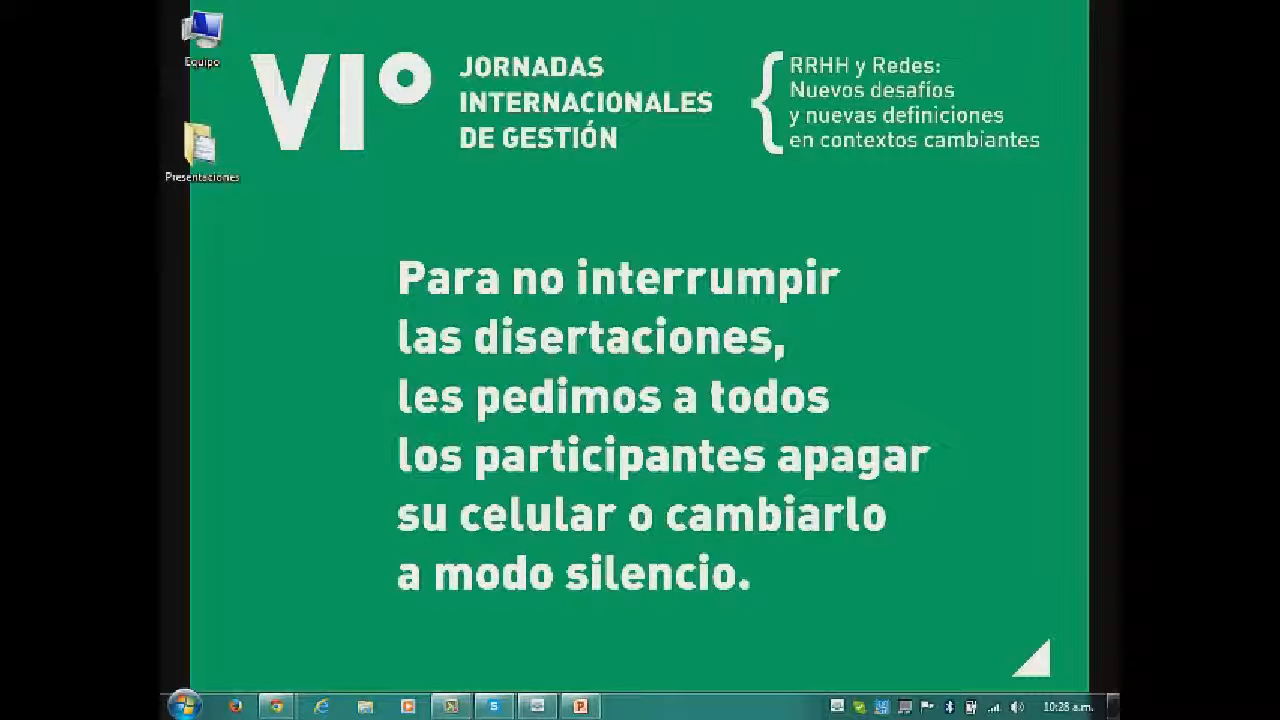 Equipo
Presentaciones
VIº
JORNADAS
INTERNACIONALES
DE GESTIÓN
RRHH y Redes:
Nuevos desafíos
y nuevas definiciones
en contextos cambiantes
Para no interrumpir
las disertaciones,
les pedimos a todos
los participantes apagar
su celular o cambiarlo
a modo silencio.
10:28 a.m.